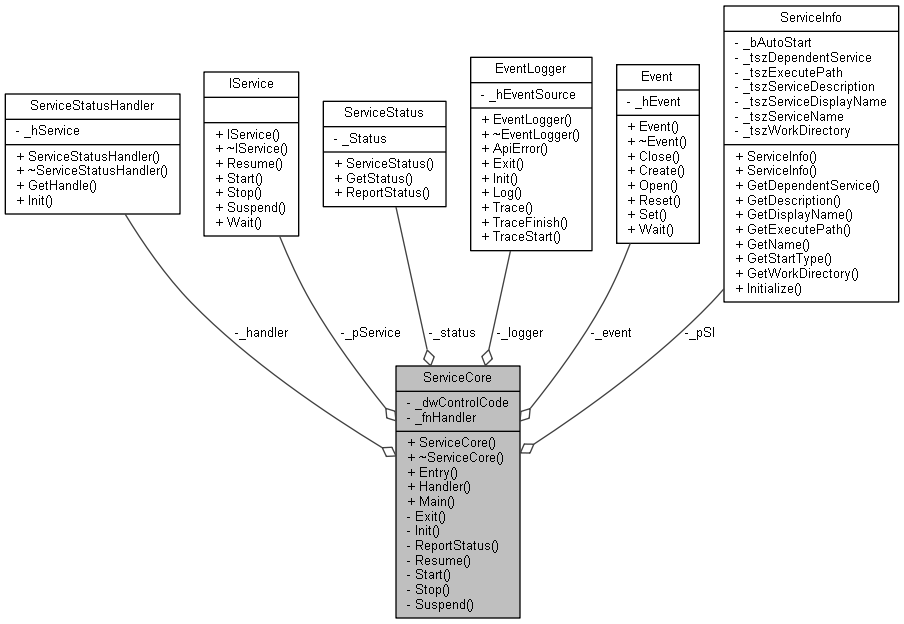 ServiceStatusHandler
- _hService
+ ServiceStatusHandler()
+ ~ServiceStatusHandler()
+ GetHandle()
+ Init()
IService
+ IService()
+ ~IService()
+ Resume()
+ Start()
+ Stop()
+ Suspend()
+ Wait()
ServiceStatus
- _Status
+ ServiceStatus()
+ GetStatus()
+ ReportStatus()
EventLogger
- _hEventSource
+ EventLogger()
+ ~EventLogger()
+ ApiError()
+ Exit()
+ Init()
+ Log()
+ Trace()
+ TraceFinish()
+ TraceStart()
Event
- _hEvent
+ Event()
+ ~Event()
+ Close()
+ Create()
+ Open()
+ Reset()
+ Set()
+ Wait()
ServiceInfo
- _bAutoStart
- _tszDependentService
- _tszExecutePath
- _tszServiceDescription
- _tszServiceDisplayName
- _tszServiceName
- _tszWorkDirectory
+ ServiceInfo()
+ ServiceInfo()
+ GetDependentService()
+ GetDescription()
+ GetDisplayName()
+ GetExecutePath()
+ GetName()
+ GetStartType()
+ GetWorkDirectory()
+ Initialize()
-_handler
-_pService
-_status
-_logger
-_event
-_pSI
ServiceCore
- _dwControlCode
- _fnHandler
+ ServiceCore()
+ ~ServiceCore()
+ Entry()
+ Handler()
+ Main()
- Exit()
- Init()
- ReportStatus()
- Resume()
- Start()
- Stop()
- Suspend()